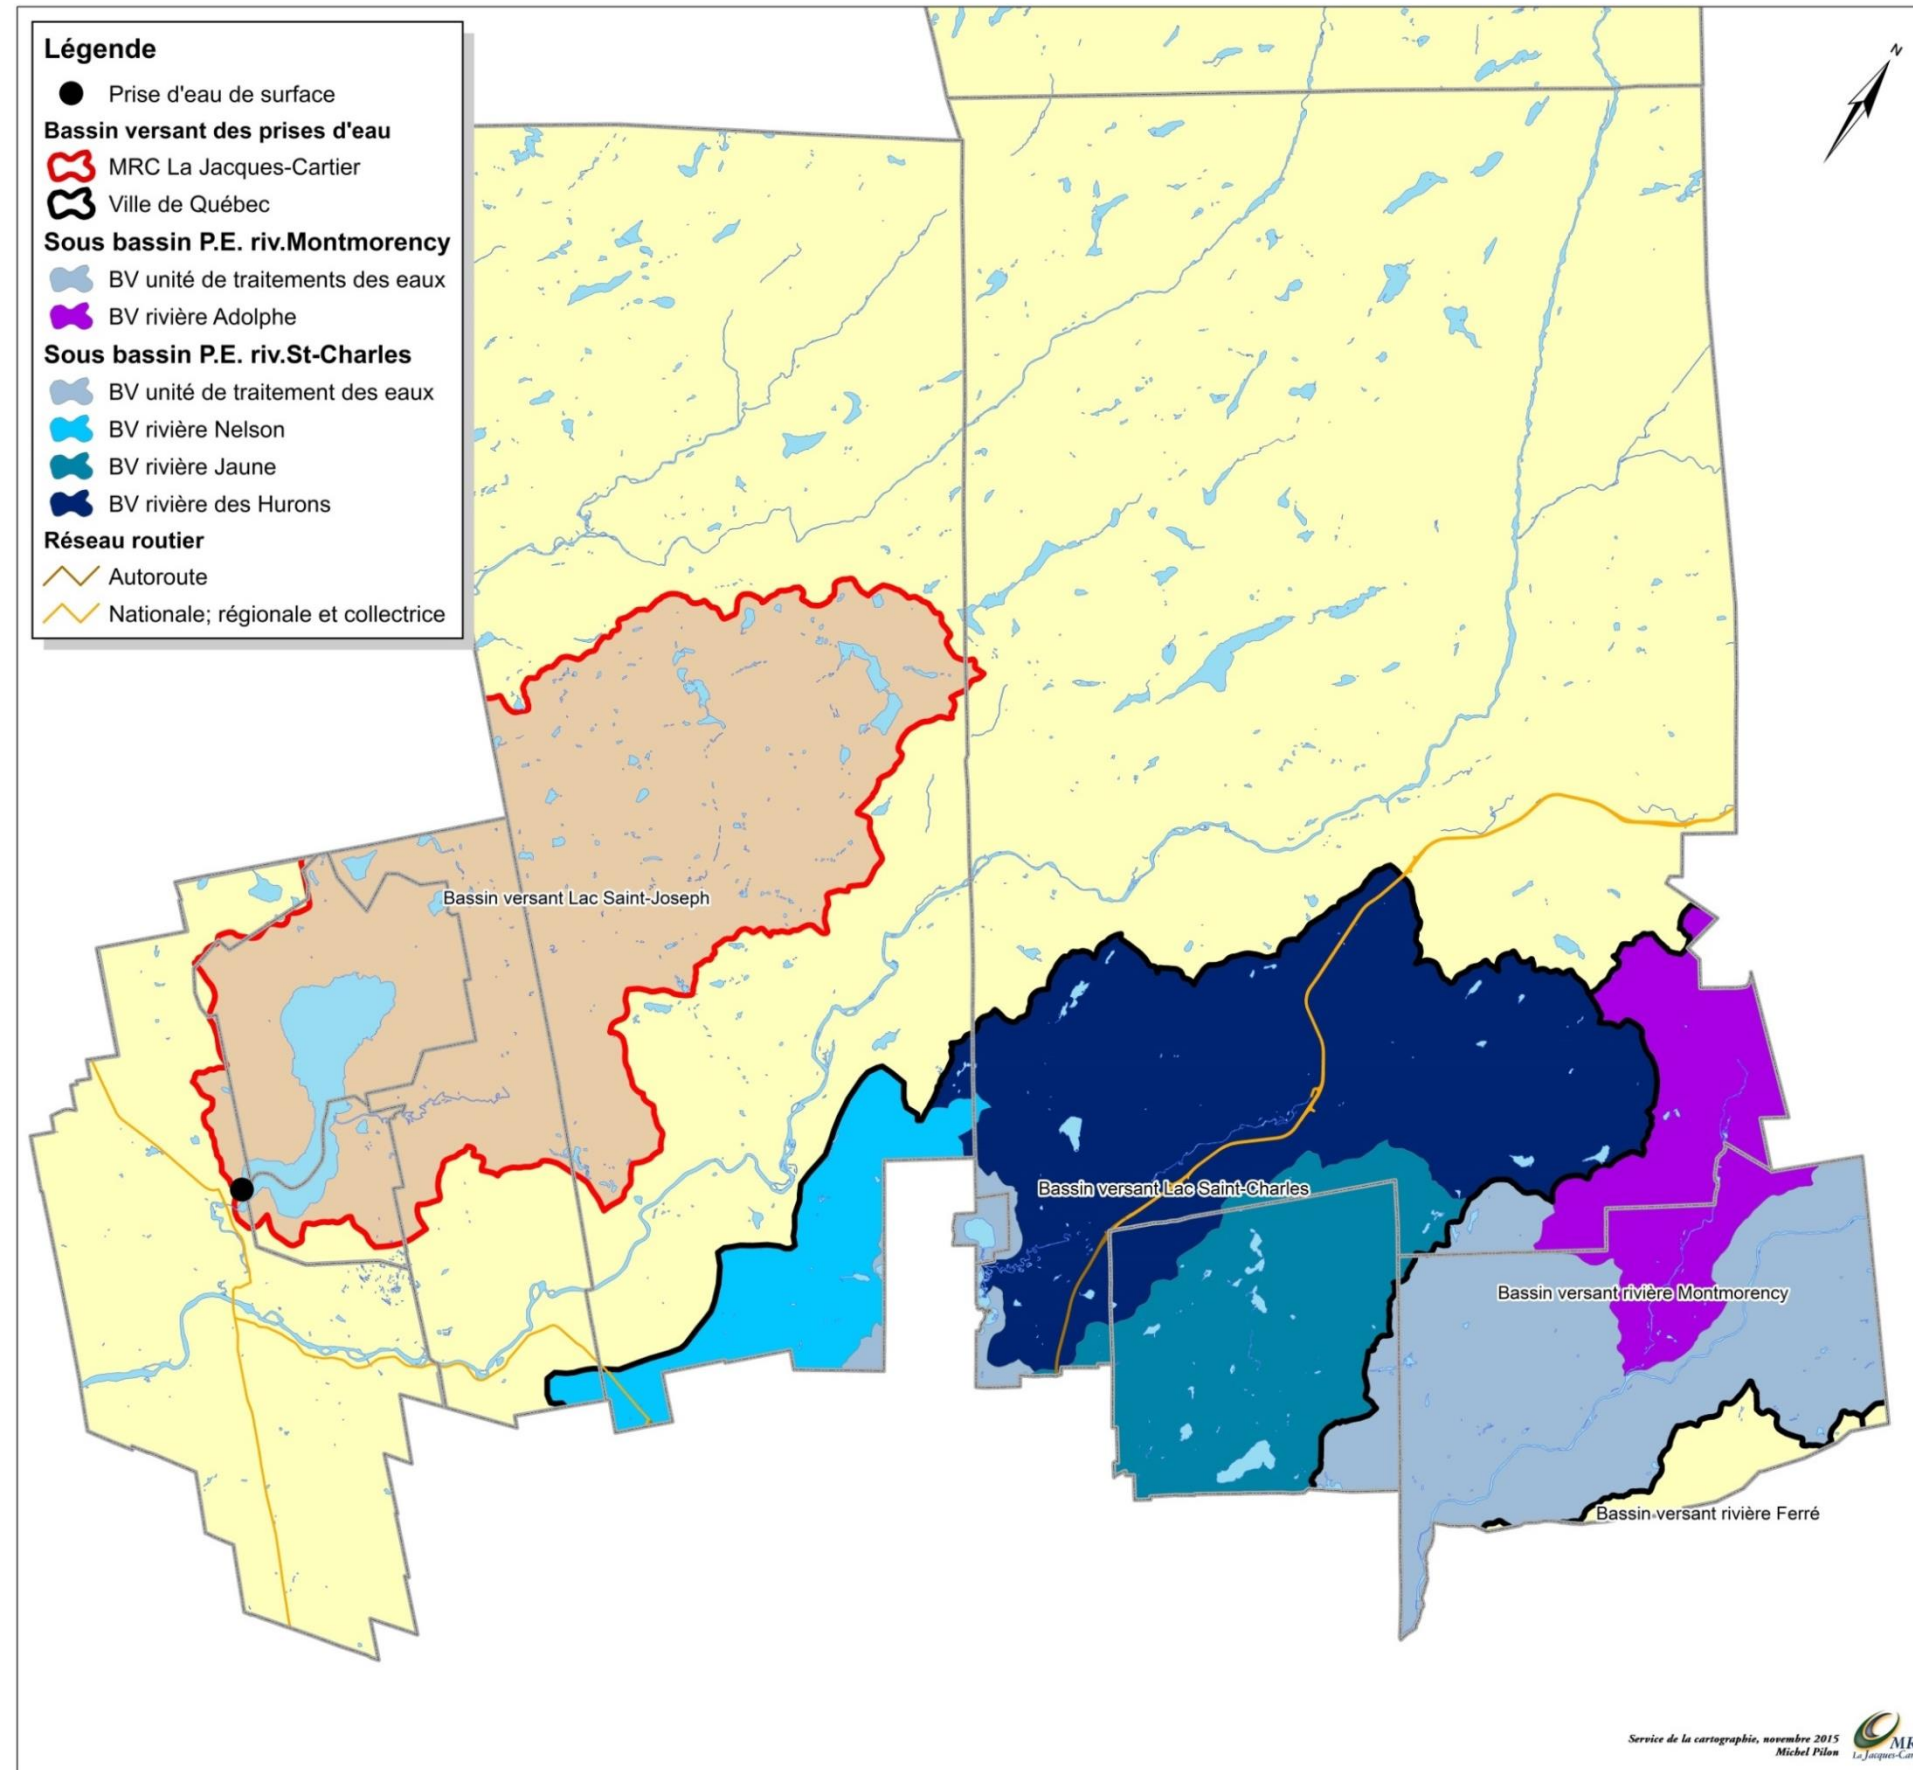 Légende
Prise d'eau de surface
Bassin versant des prises d'eau
MRC La Jacques-Cartier
Ville de Québec
Sous bassin P.E. riv.Montmorency
BV unité de traitements des eaux
BV rivière Adolphe
Sous bassin P.E. riv.St-Charles
BV unité de traitement des eaux
BV rivière Nelson
BV rivière Jaune
BV rivière des Hurons
Réseau routier
Autoroute
Nationale; régionale et collectrice
N
Bassin versant Lac Saint-Joseph
Bassin versant Lac Saint-Charles
Bassin versant rivière Montmorency
Bassin versant rivière Ferré
Service de la cartographie, novembre 2015
Michel Pilon